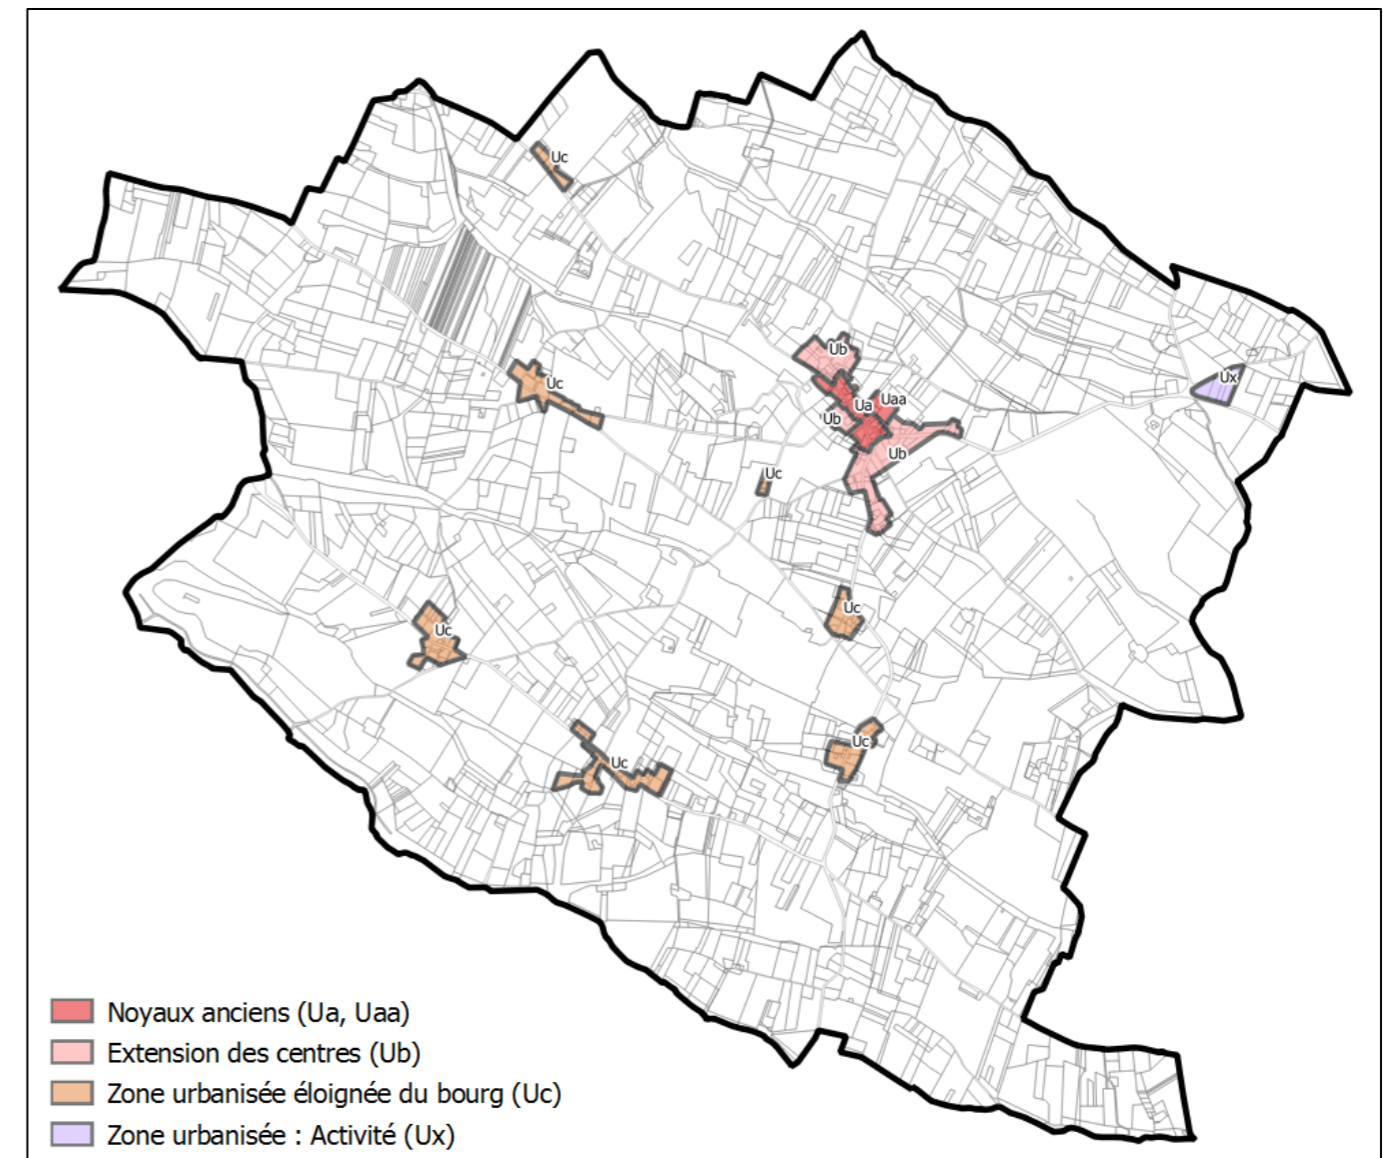 Uc
Ub
Ux
Uc
Uaa
Ua
Ub
Ub
Uc
Uc
Uc
Uc
Uc
Noyaux anciens (Ua, Uaa)
Extension des centres (Ub)
Zone urbanisée éloignée du bourg (Uc)
Zone urbanisée : Activité (Ux)